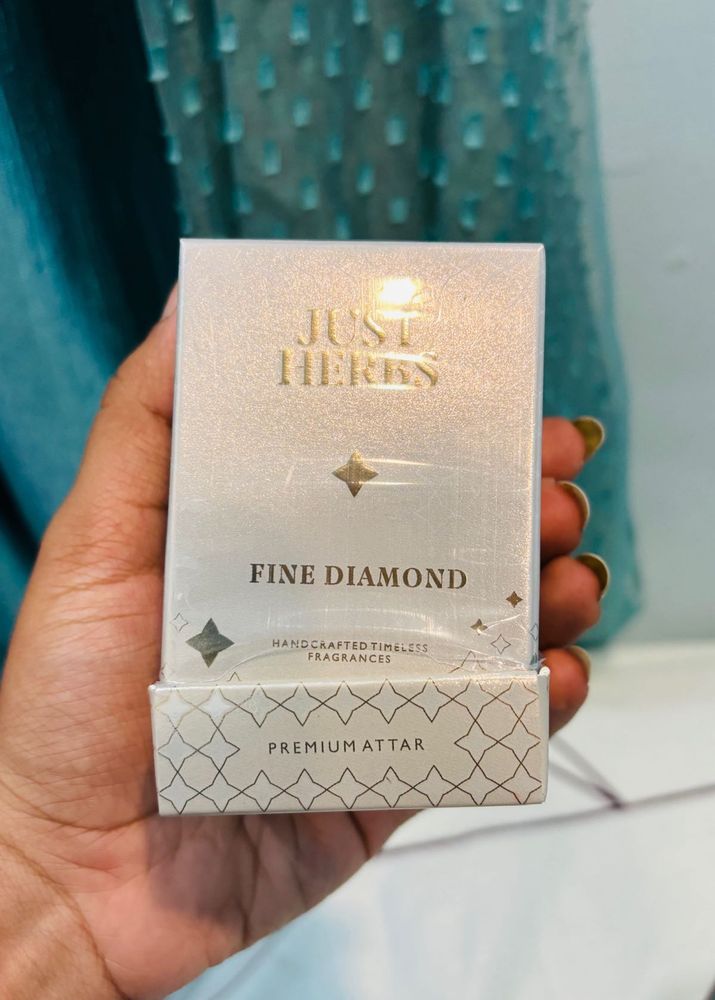 JUST
HERBS
FINE DIAMOND
HANDCRAFTED TIMELESS
FRAGRANCES
PREMIUM ATTAR